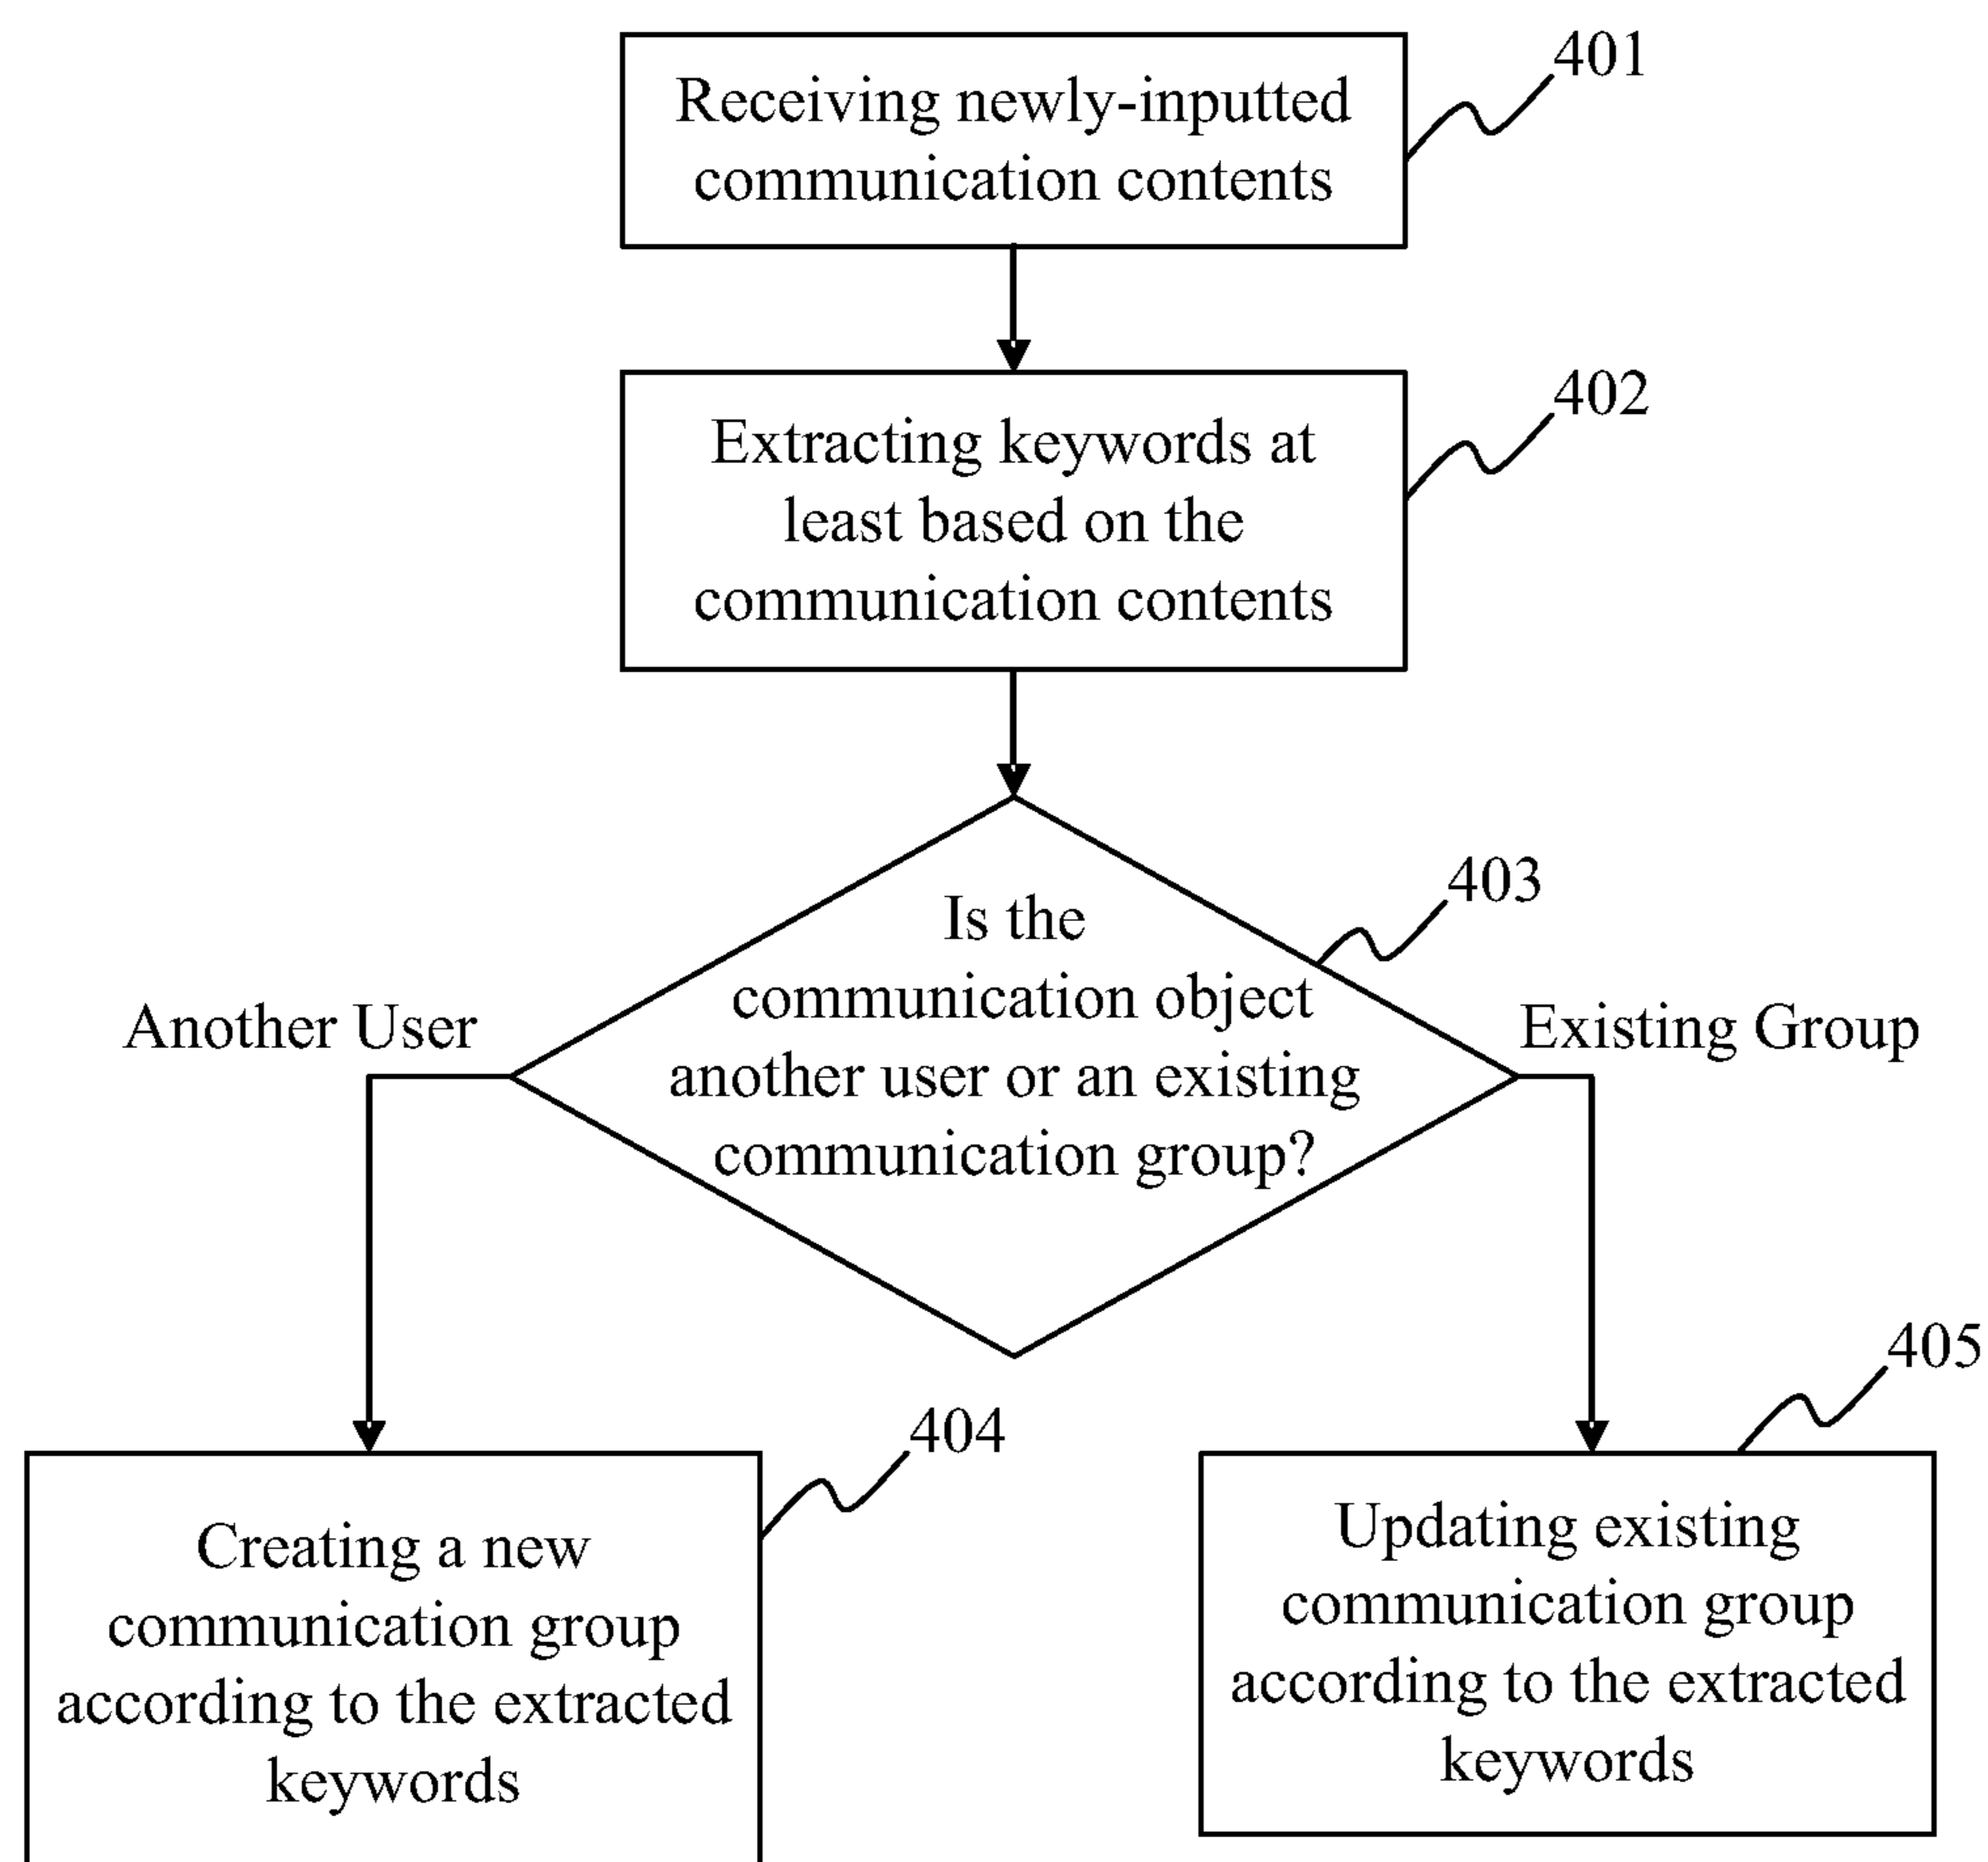 401
Receiving newly-inputted
communication contents
402
Extracting keywords at
least based on the
communication contents
403
Is the
communication object
another user or an existing
communication group?
Another User
Existing Group
404
Creating a new
communication group
according to the extracted
keywords
405
Updating existing
communication group
according to the extracted
keywords